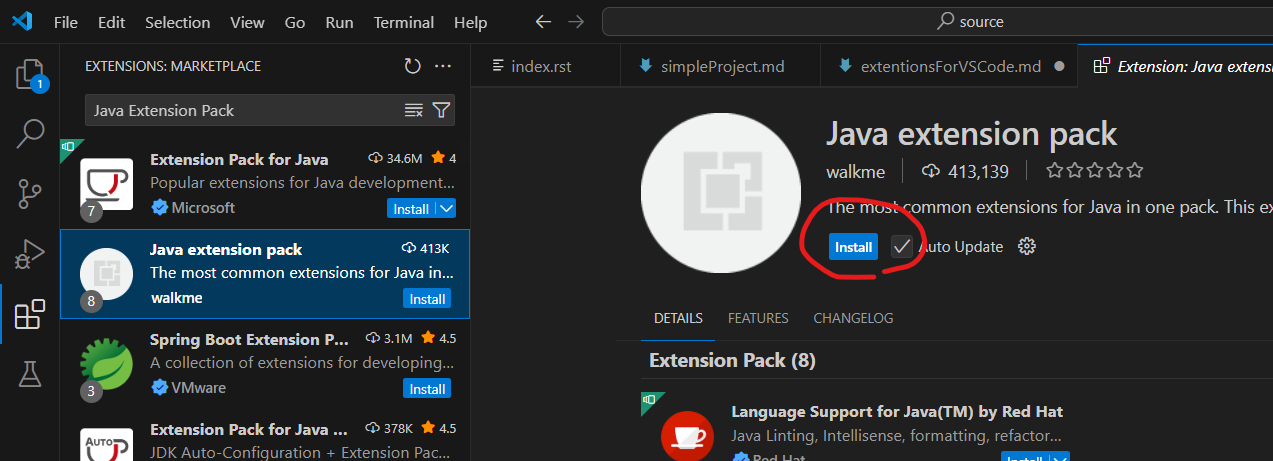 File Edit Selection View Go Run Terminal Help
source
1
EXTENSIONS: MARKETPLACE
Java Extension Pack
Extension Pack for Java 34.6M 4
Popular extensions for Java development...
7
Microsoft Install
Java extension pack 413K
The most common extensions for Java in...
8
walkme Install
Spring Boot Extension P... 3.1M 4.5
A collection of extensions for developing...
3
VMware Install
Extension Pack for Java ... 378K 4.5
AUTO
JDK Auto-Configuration + Extension Pac...
index.rst simpleProject.md extentionsForVSCode.md Extension: Java extens
Java extension pack
walkme 413,139
The most common extensions for Java in one pack. This ex
Install Auto Update
DETAILS FEATURES CHANGELOG
Extension Pack (8)
Language Support for Java(TM) by Red Hat
Java Linting, Intellisense, formatting, refactor...
Red Hat Install